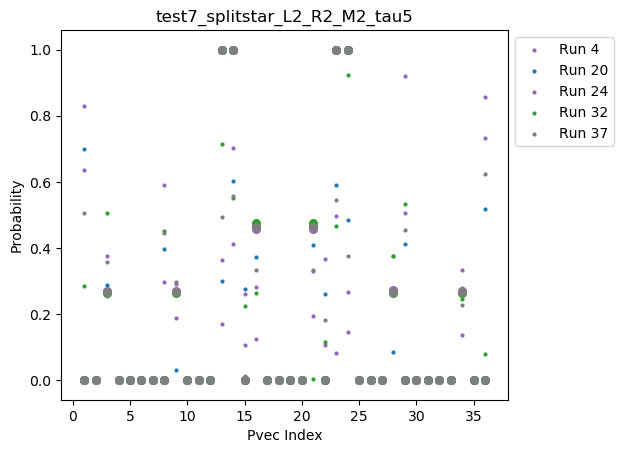 test7_splitstar_L2_R2_M2_tau5
Run 4
Run 20
Run 24
Run 32
Run 37
Probability
1.0
0.8
0.6
0.4
0.2
0.0
0 5 10 15 20 25 30 35
Pvec Index